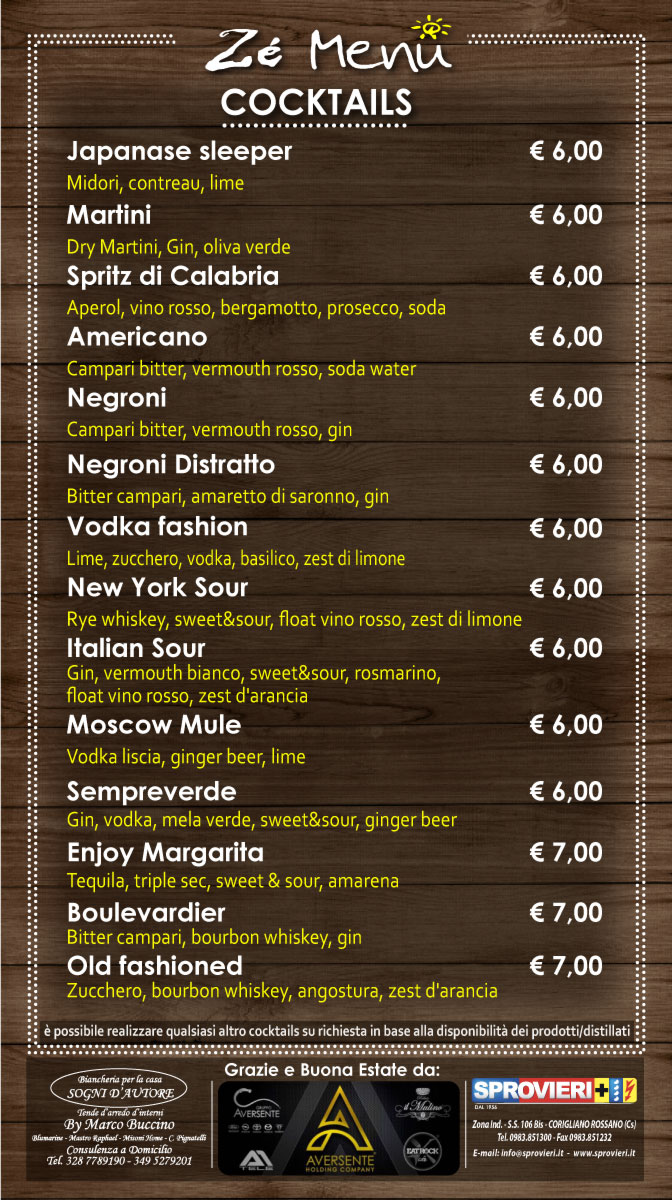 Zé Menù
COCKTAILS
Japanase sleeper € 6,00
Midori, contreau, lime
Martini € 6,00
Dry Martini, Gin, oliva verde
Spritz di Calabria € 6,00
Aperol, vino rosso, bergamotto, prosecco, soda
Americano € 6,00
Campari bitter, vermouth rosso, soda water
Negroni € 6,00
Campari bitter, vermouth rosso, gin
Negroni Distratto € 6,00
Bitter campari, amaretto di saronno, gin
Vodka fashion € 6,00
Lime, zucchero, vodka, basilico, zest di limone
New York Sour € 6,00
Rye whiskey, sweet&sour, float vino rosso, zest di limone
Italian Sour € 6,00
Gin, vermouth bianco, sweet&sour, rosmarino,
float vino rosso, zest d'arancia
Moscow Mule € 6,00
Vodka liscia, ginger beer, lime
Sempreverde € 6,00
Gin, vodka, mela verde, sweet&sour, ginger beer
Enjoy Margarita € 7,00
Tequila, triple sec, sweet & sour, amarena
Boulevardier € 7,00
Bitter campari, bourbon whiskey, gin
Old fashioned € 7,00
Zucchero, bourbon whiskey, angostura, zest d'arancia
è possibile realizzare qualsiasi altro cocktails su richiesta in base alla disponibilità dei prodotti/distillati
Biancheria per la casa
SOGNI D'AUTORE
Tende d'arredo d'interni
By Marco Buccino
Blumarine - Mastro Raphael - Missoni Home - C. Pignatelli
Consulenza a Domicilio
Tel. 328 7789190 - 349 5279201
Grazie e Buona Estate da:
GRUPPO
AVERSENTE
TELE
AVERSENTE
HOLDING COMPANY
il Mulino
EATROCK
SPROVIERI+
DAL 1956
Zona Ind. - S.S. 106 Bis - CORIGLIANO ROSSANO (Cs)
Tel. 0983.851300 - Fax 0983.851232
E-mail: info@sprovieri.it - www.sprovieri.it